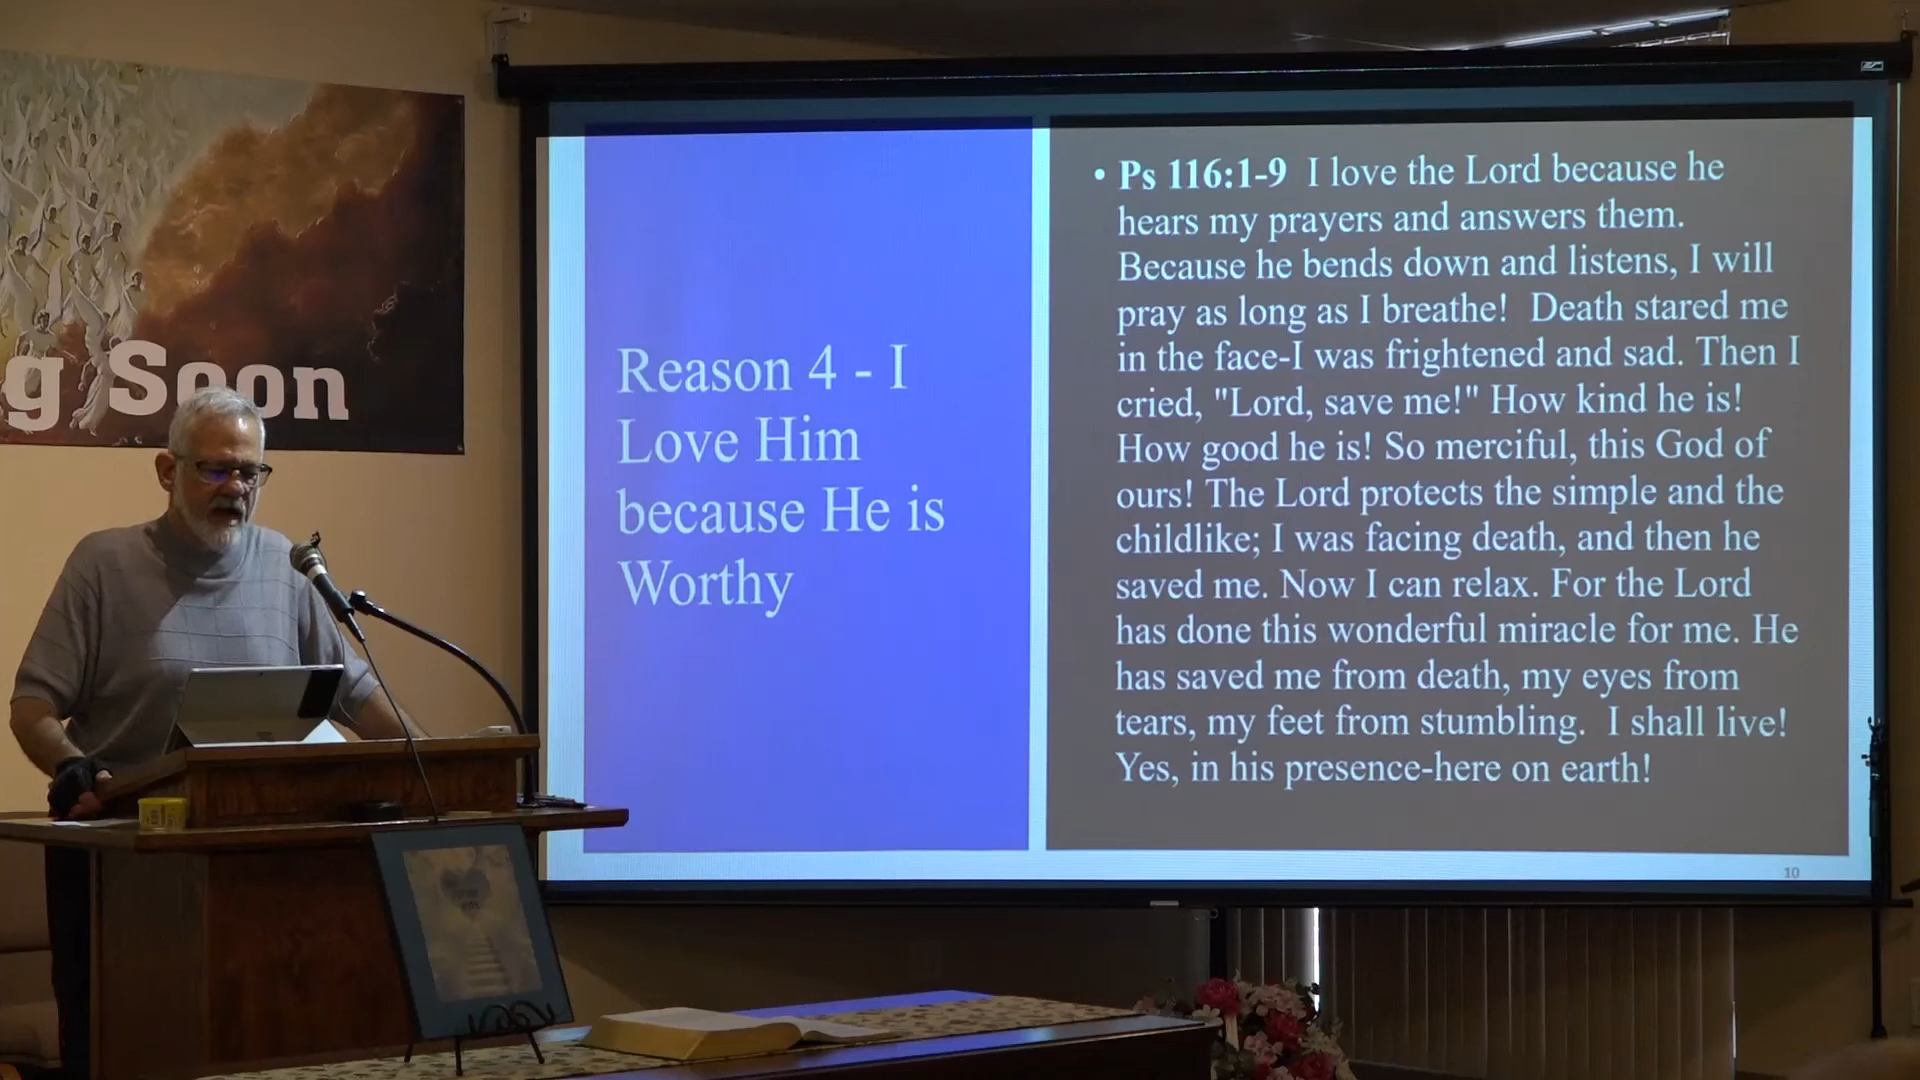 g Soon
Reason 4 - I
Love Him
because He is
Worthy
• Ps 116:1-9 I love the Lord because he
hears my prayers and answers them.
Because he bends down and listens, I will
pray as long as I breathe! Death stared me
in the face-I was frightened and sad. Then I
cried, "Lord, save me!" How kind he is!
How good he is! So merciful, this God of
ours! The Lord protects the simple and the
childlike; I was facing death, and then he
saved me. Now I can relax. For the Lord
has done this wonderful miracle for me. He
has saved me from death, my eyes from
tears, my feet from stumbling. I shall live!
Yes, in his presence-here on earth!
10